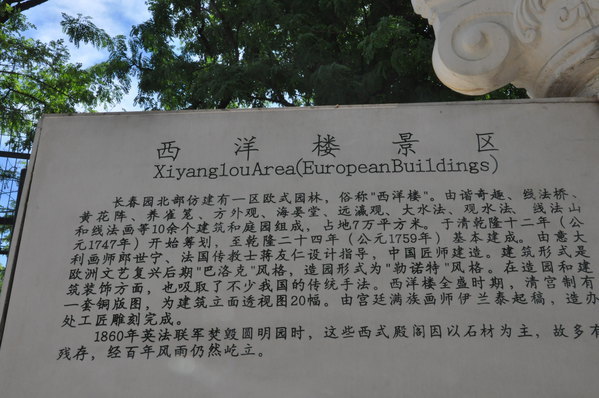 西洋楼景区
XiyanglouArea(EuropeanBuildings)
长春园北部仿建有一区欧式园林，俗称"西洋楼"。由谐奇趣、线法桥、
黄花阵、养雀笼、方外观、海晏堂、远瀛观、大水法、观水法、线法山
和线法画等10余个建筑和庭园组成，占地7万平方米。于清乾隆十二年（公
元1747年）开始筹划，至乾隆二十四年（公元1759年）基本建成。由意大
利画师郎世宁、法国传教士蒋友仁设计指导，中国匠师建造。建筑形式是
欧洲文艺复兴后期"巴洛克"风格，造园形式为"勒诺特"风格。在造园和建
筑装饰方面，也吸取了不少我国的传统手法。西洋楼全盛时期，清宫制有
一套铜版图，为建筑立面透视图20幅。由宫廷满族画师伊兰泰起稿，造办
处工匠雕刻完成。
1860年英法联军焚毁圆明园时，这些西式殿阁因以石材为主，故多有
残存，经百年风雨仍然屹立。